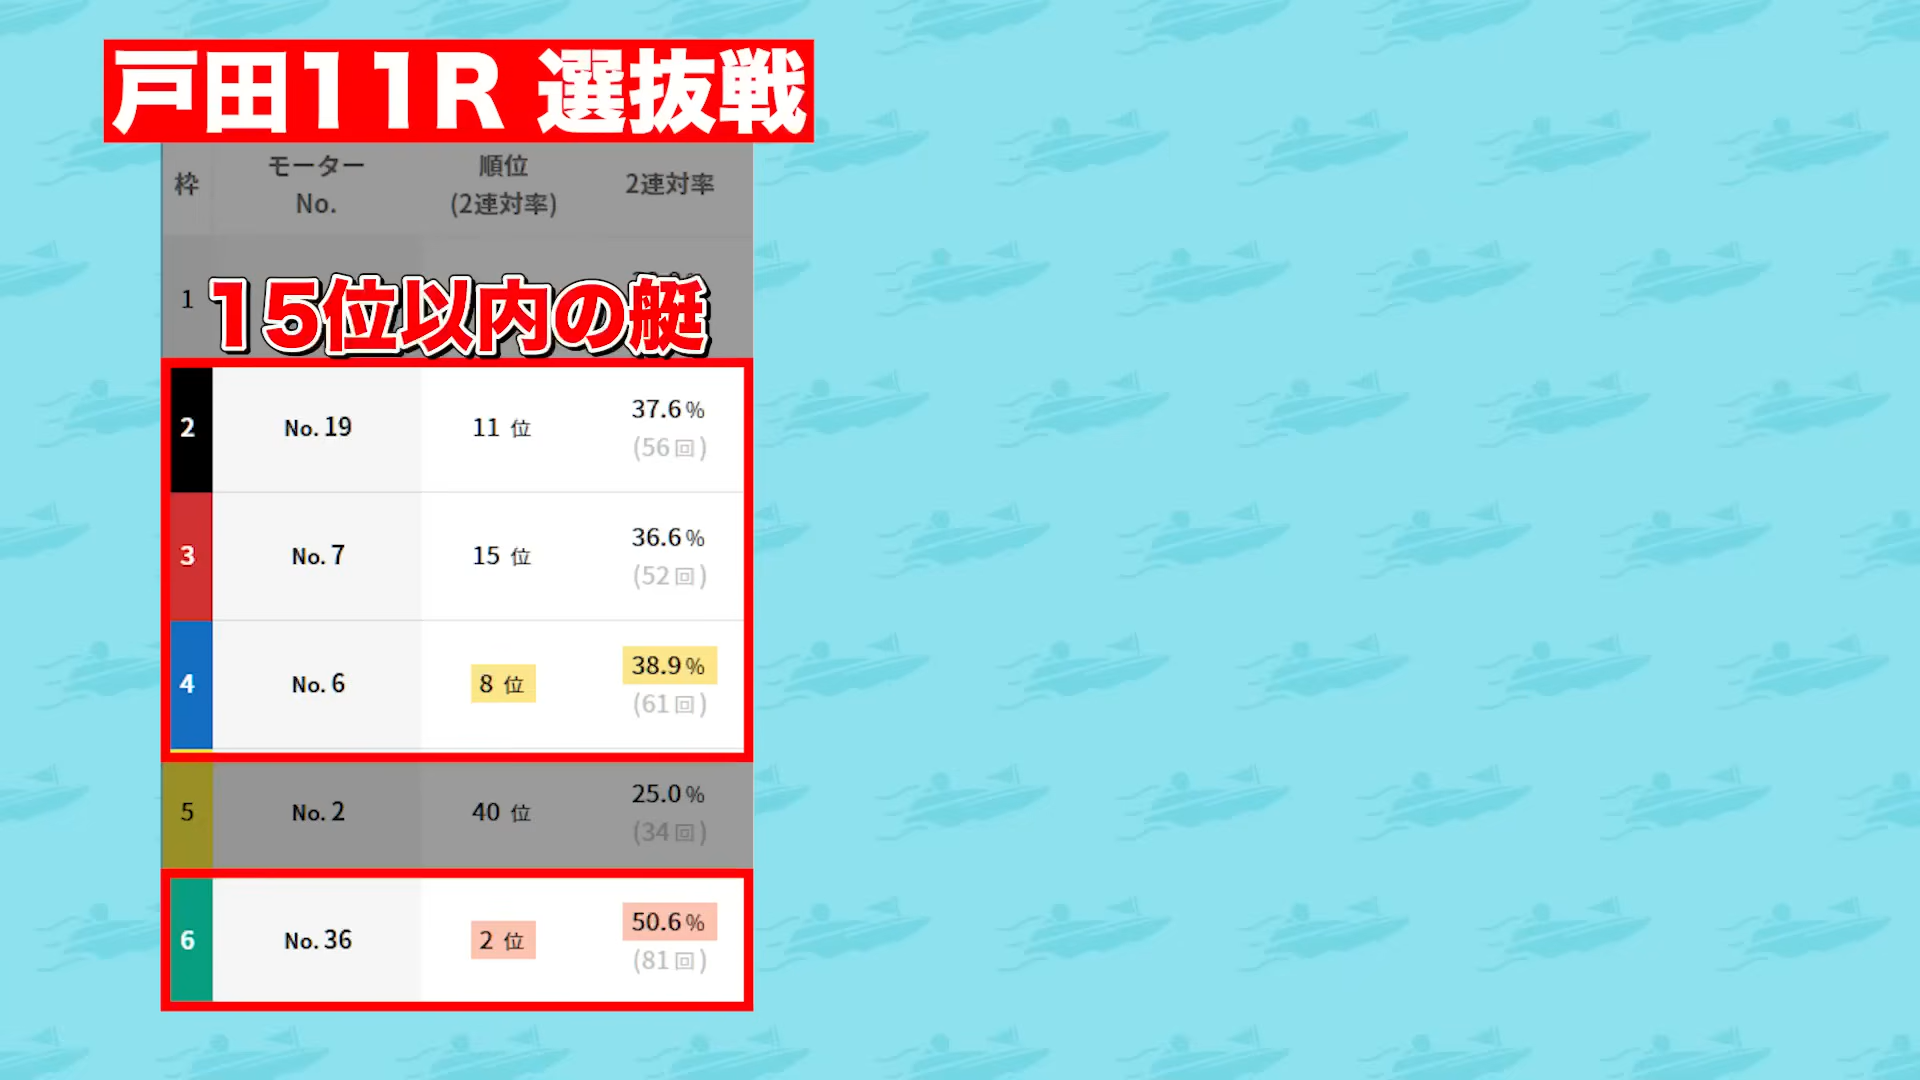 戸田11R 選抜戦
枠 モーター No. 順位 (2連対率) 2連対率
1
15位以内の艇
2 No. 19 11 位 37.6% (56回)
3 No. 7 15 位 36.6% (52回)
4 No. 6 8 位 38.9% (61回)
5 No. 2 40 位 25.0% (34回)
6 No. 36 2 位 50.6% (81回)